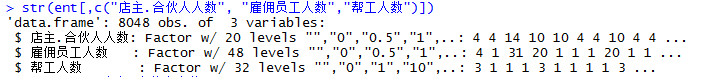 > str(ent[,c("店主.合伙人人数", "雇佣员工人数","帮工人数")])
'data.frame': 8048 obs. of  3 variables:
 $ 店主.合伙人人数: Factor w/ 20 levels "","0","0.5","1",..: 4 4 14 10 10 4 4 10 4 4 ...
 $ 雇佣员工人数   : Factor w/ 48 levels "","0","0.5","1",..: 4 1 31 20 1 1 1 20 1 1 ...
 $ 帮工人数       : Factor w/ 32 levels "","0","1","10",..: 3 1 1 1 3 1 1 1 1 3 ...